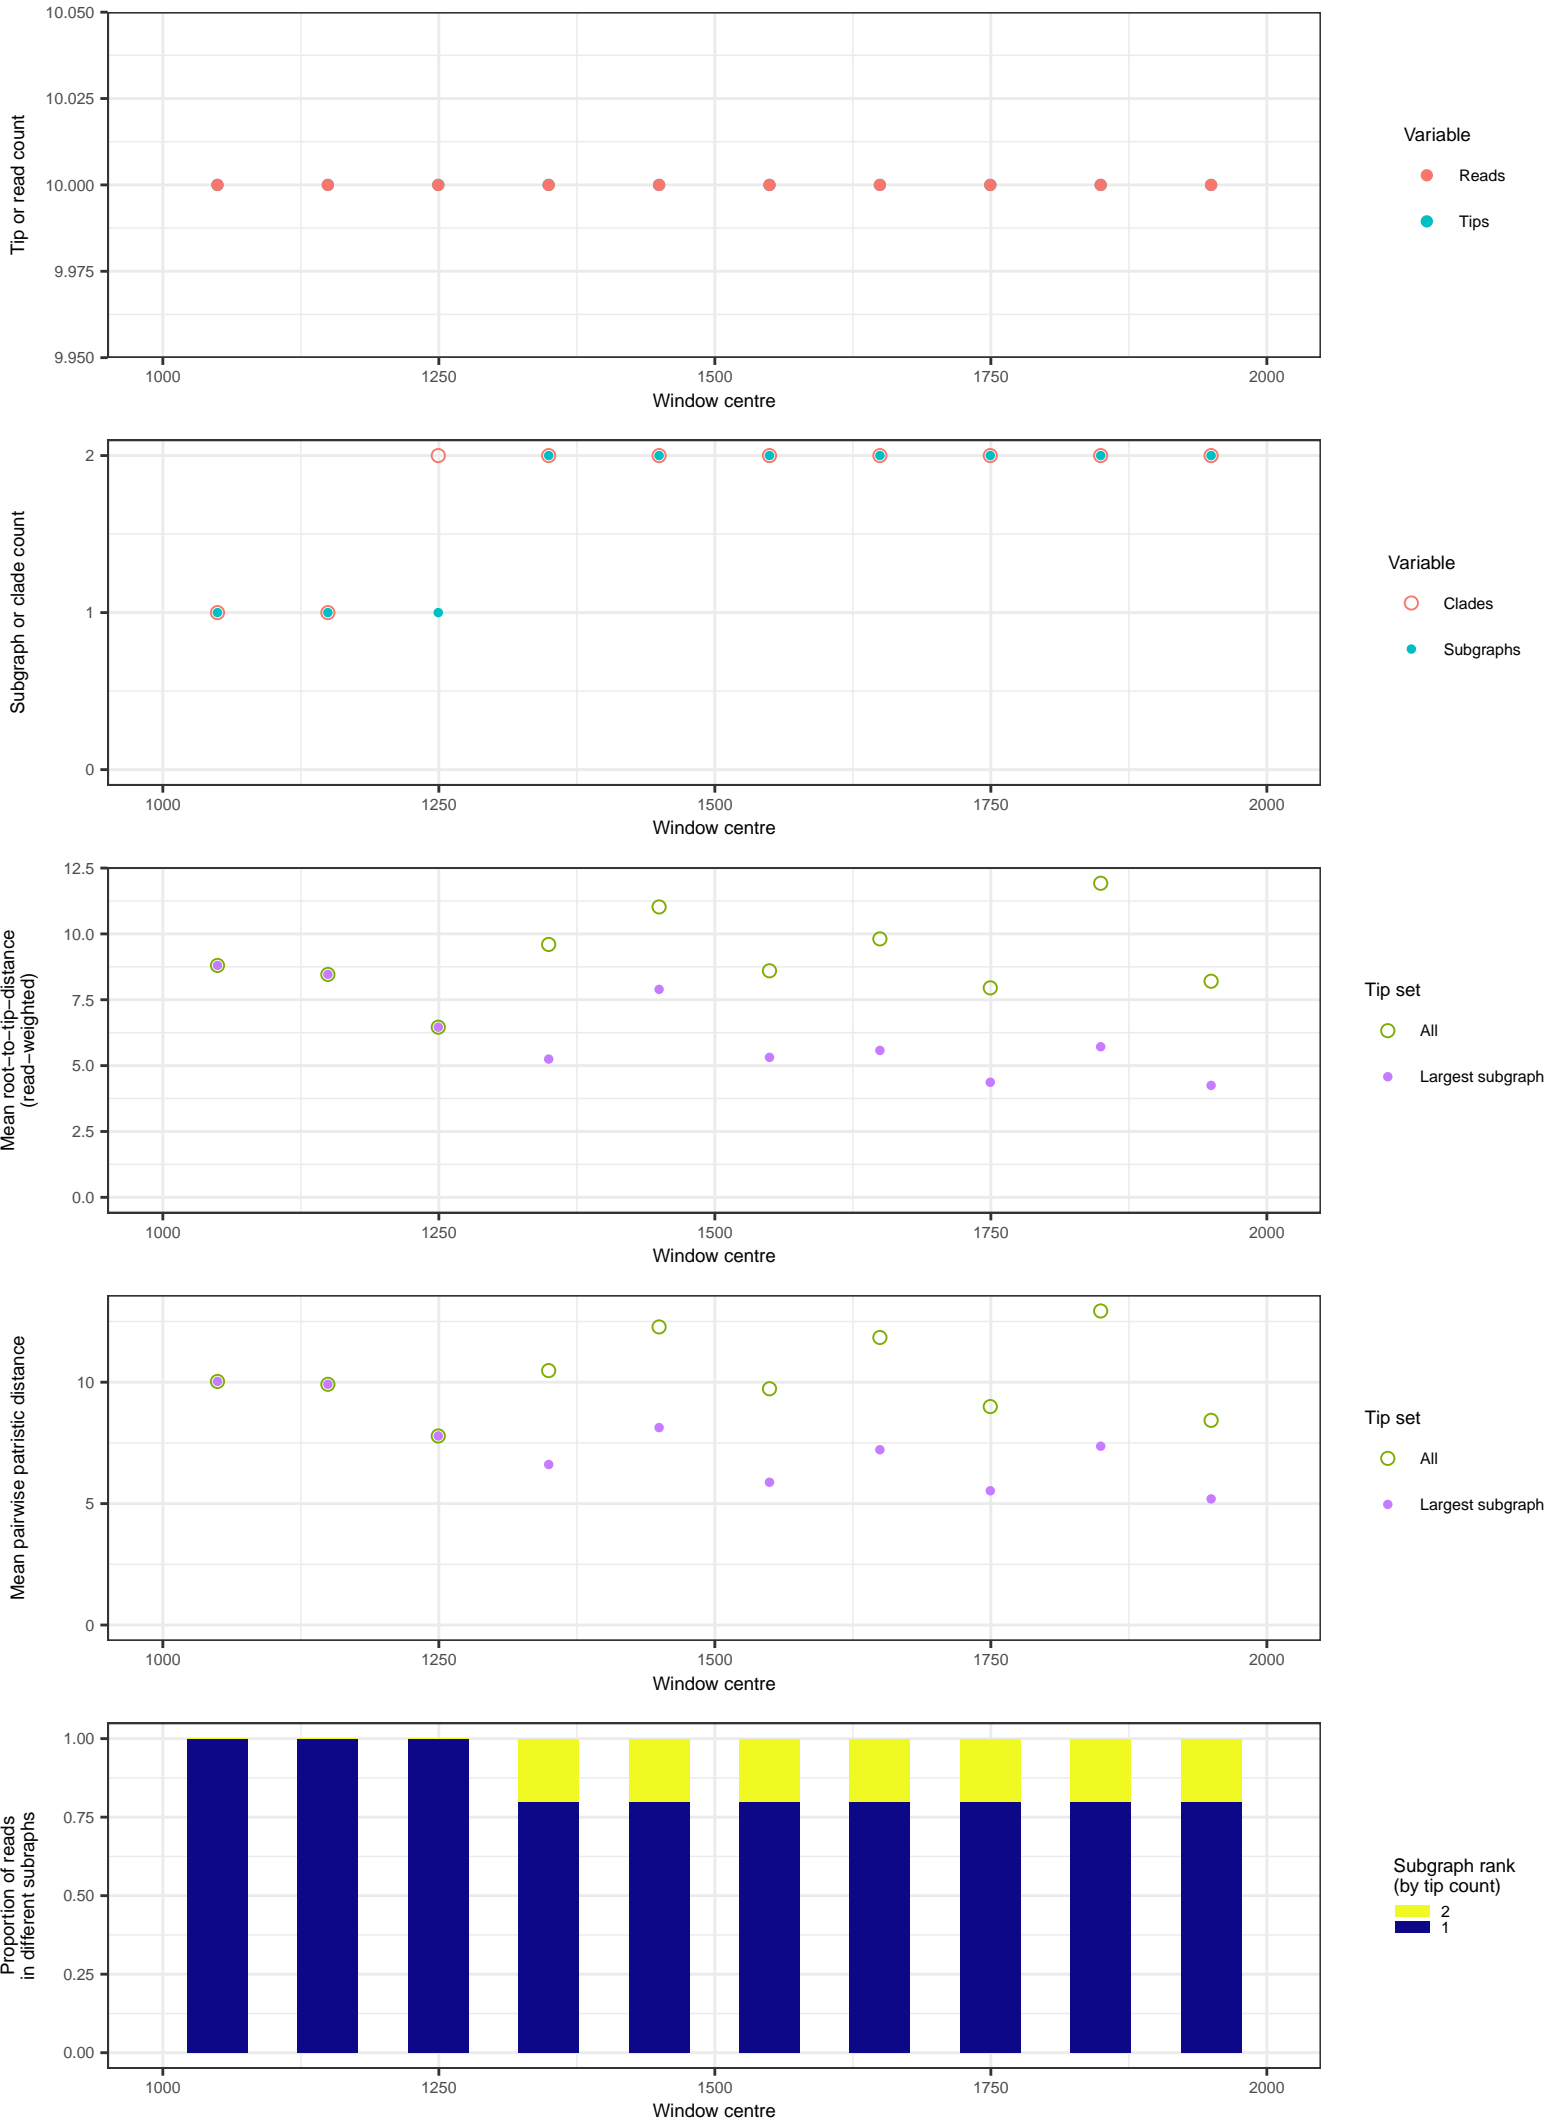 10.050
10.025
10.000
9.975
9.950
Tip or read count
1000 1250 1500 1750 2000
Window centre
Variable
Reads
Tips
2
1
0
Subgraph or clade count
1000 1250 1500 1750 2000
Window centre
Variable
Clades
Subgraphs
12.5
10.0
7.5
5.0
2.5
0.0
Mean root−to−tip−distance
(read−weighted)
1000 1250 1500 1750 2000
Window centre
Tip set
All
Largest subgraph
10
5
0
Mean pairwise patristic distance
1000 1250 1500 1750 2000
Window centre
Tip set
All
Largest subgraph
1.00
0.75
0.50
0.25
0.00
Proportion of reads
in different subraphs
1000 1250 1500 1750 2000
Window centre
Subgraph rank
(by tip count)
2
1